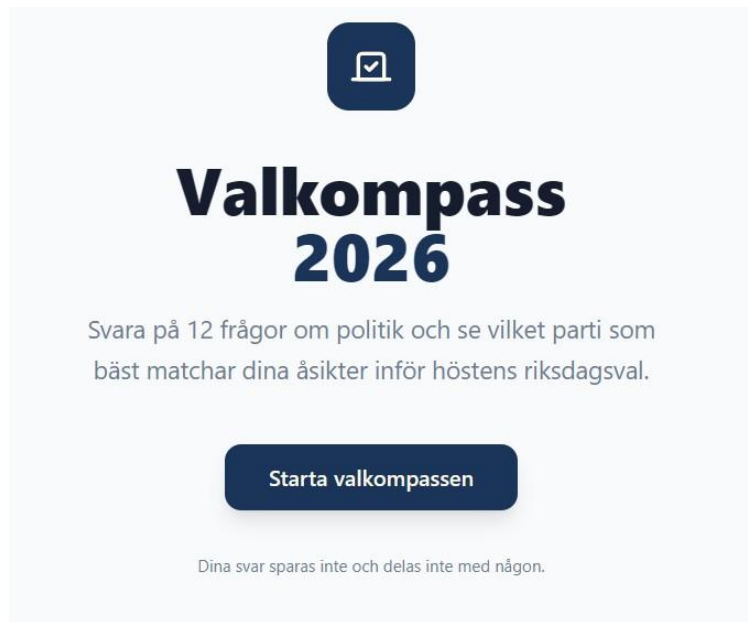 Valkompass
2026
Svara på 12 frågor om politik och se vilket parti som
bäst matchar dina åsikter inför höstens riksdagsval.
Starta valkompassen
Dina svar sparas inte och delas inte med någon.